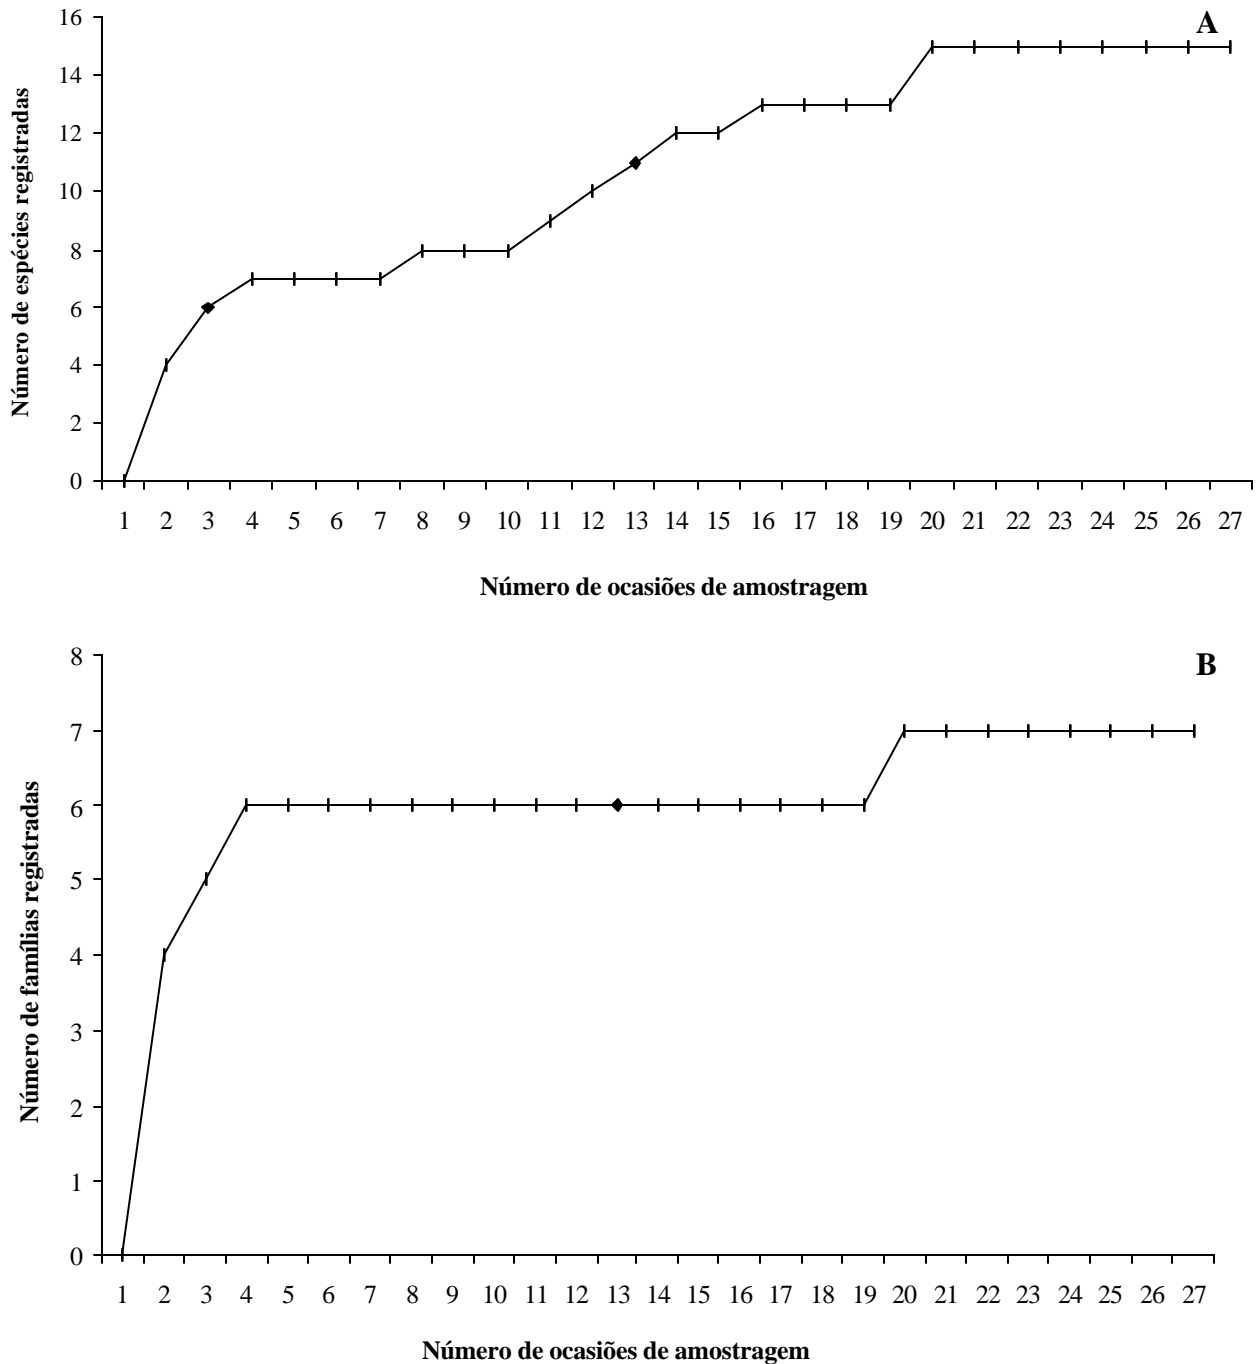 A
16
14
12
10
8
6
4
2
0
Número de espécies registradas
1 2 3 4 5 6 7 8 9 10 11 12 13 14 15 16 17 18 19 20 21 22 23 24 25 26 27
Número de ocasiões de amostragem
B
8
7
6
5
4
3
2
1
0
Número de famílias registradas
1 2 3 4 5 6 7 8 9 10 11 12 13 14 15 16 17 18 19 20 21 22 23 24 25 26 27
Número de ocasiões de amostragem